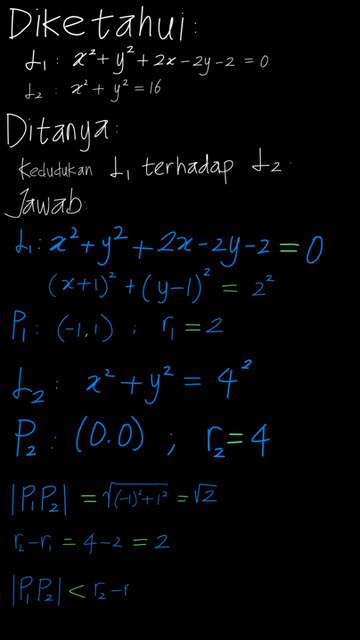 Diketahui:
L₁: x² + y² + 2x - 2y - 2 = 0
L₂: x² + y² = 16
Ditanya:
Kedudukan L₁ terhadap L₂.
Jawab:
L₁: x² + y² + 2x - 2y - 2 = 0
(x+1)² + (y-1)² = 2²
P₁: (-1,1) ; r₁ = 2
L₂: x² + y² = 4²
P₂: (0.0) ; r₂ = 4
|P₁P₂| = √((-1)² + 1²) = √2
r₂ - r₁ = 4 - 2 = 2
|P₁P₂| < r₂ - r